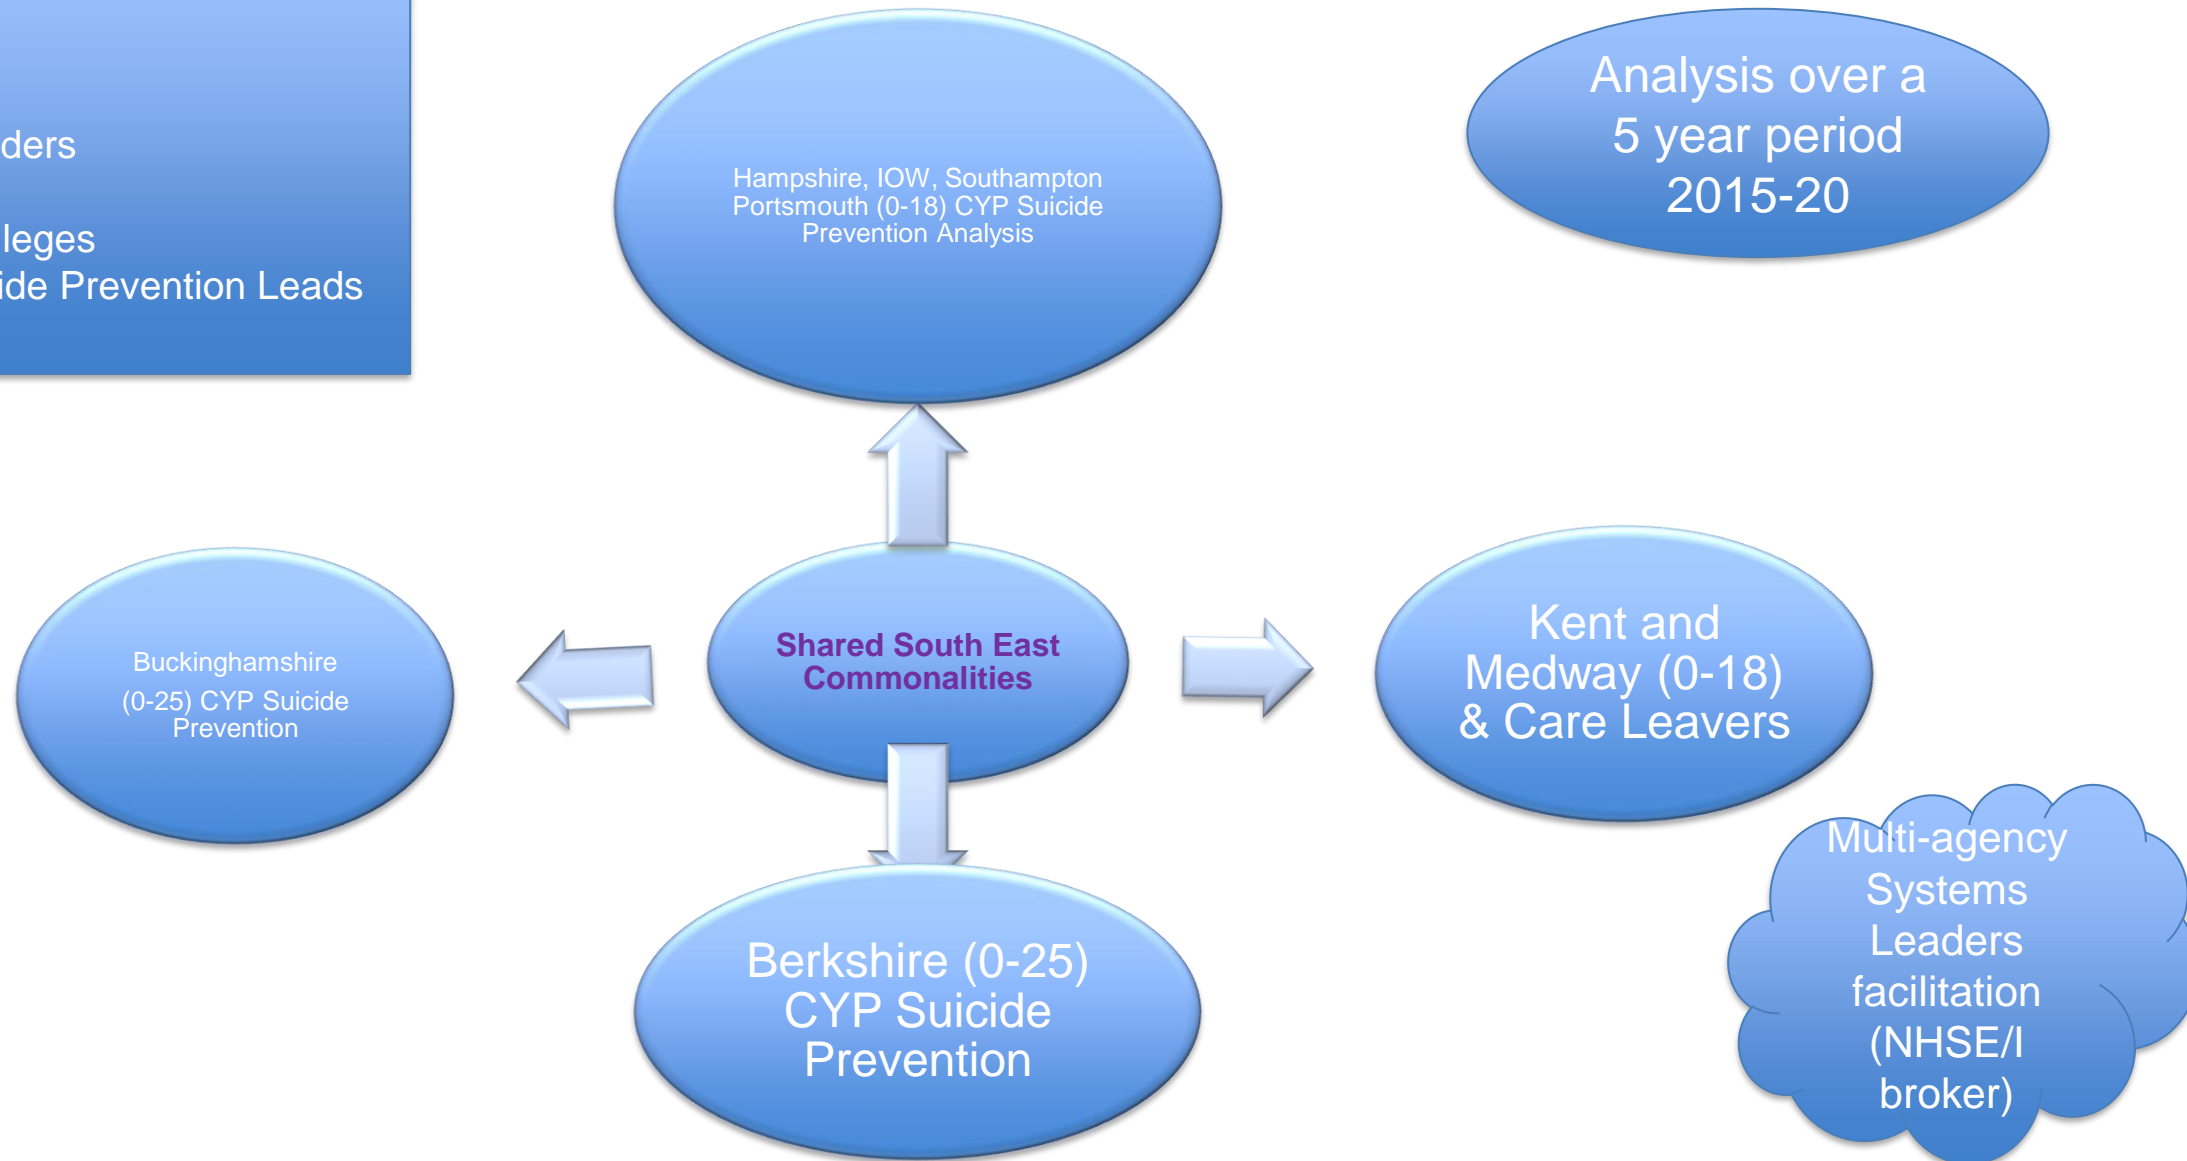 ders
leges
ide Prevention Leads
Hampshire, IOW, Southampton
Portsmouth (0-18) CYP Suicide
Prevention Analysis
Analysis over a
5 year period
2015-20
Buckinghamshire
(0-25) CYP Suicide
Prevention
Shared South East
Commonalities
Kent and
Medway (0-18)
& Care Leavers
Berkshire (0-25)
CYP Suicide
Prevention
Multi-agency
Systems
Leaders
facilitation
(NHSE/I
broker)